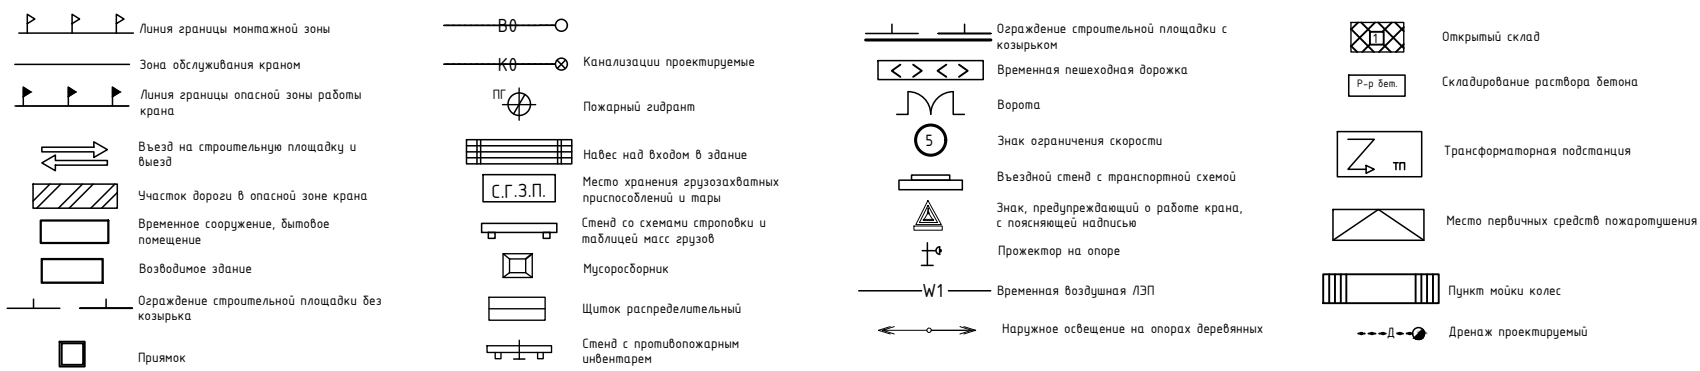 Линия границы монтажной зоны
Зона обслуживания краном
Линия границы опасной зоны работы
крана
Въезд на строительную площадку и
выезд
Участок дороги в опасной зоне крана
Временное сооружение, бытовое
помещение
Возводимое здание
Ограждение строительной площадки без
козырька
Приямок
В0
К0
Канализации проектируемые
ПГ
Пожарный гидрант
Навес над входом в здание
С.Г.З.П.
Место хранения грузозахватных
приспособлений и тары
Стенд со схемами строповки и
таблицей масс грузов
Мусоросборник
Щиток распределительный
Стенд с противопожарным
инвентарем
Ограждение строительной площадки с
козырьком
Временная пешеходная дорожка
Ворота
5
Знак ограничения скорости
Въездной стенд с транспортной схемой
Знак, предупреждающий о работе крана,
с поясняющей надписью
Прожектор на опоре
W1
Временная воздушная ЛЭП
Наружное освещение на опорах деревянных
1
Открытый склад
Р-р бет.
Складирование раствора бетона
ТП
Трансформаторная подстанция
Место первичных средств пожаротушения
Пункт мойки колес
Д
Дренаж проектируемый